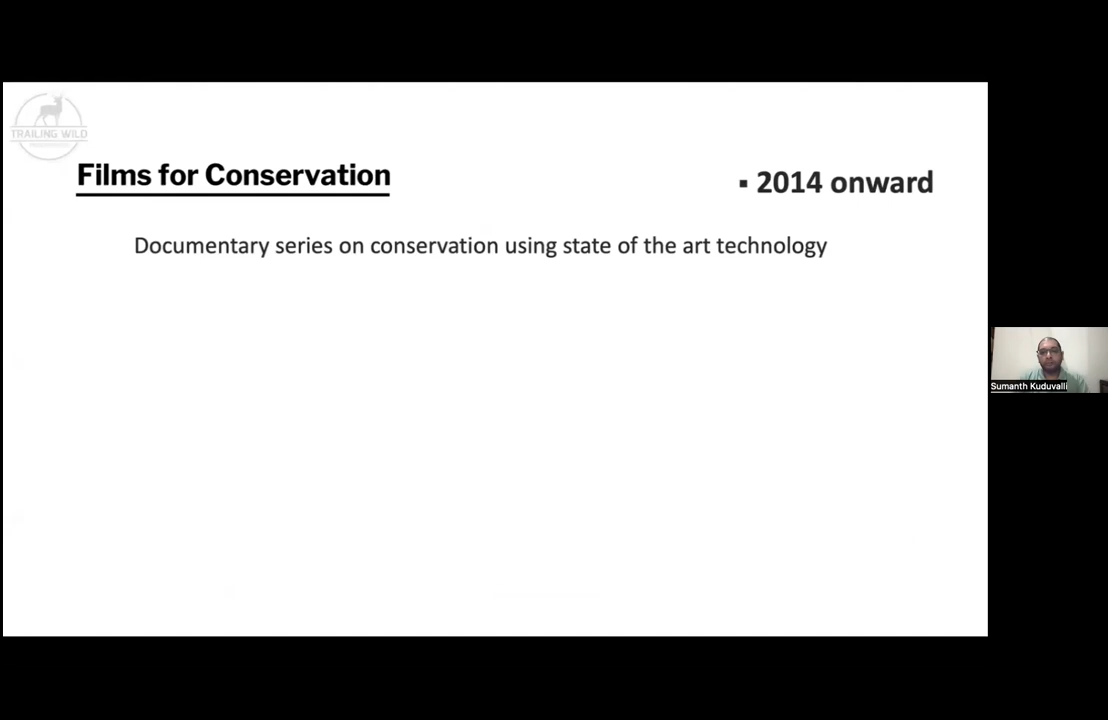 TRAILING WILD
Films for Conservation
▪ 2014 onward
Documentary series on conservation using state of the art technology
Sumanth Kuduvalli